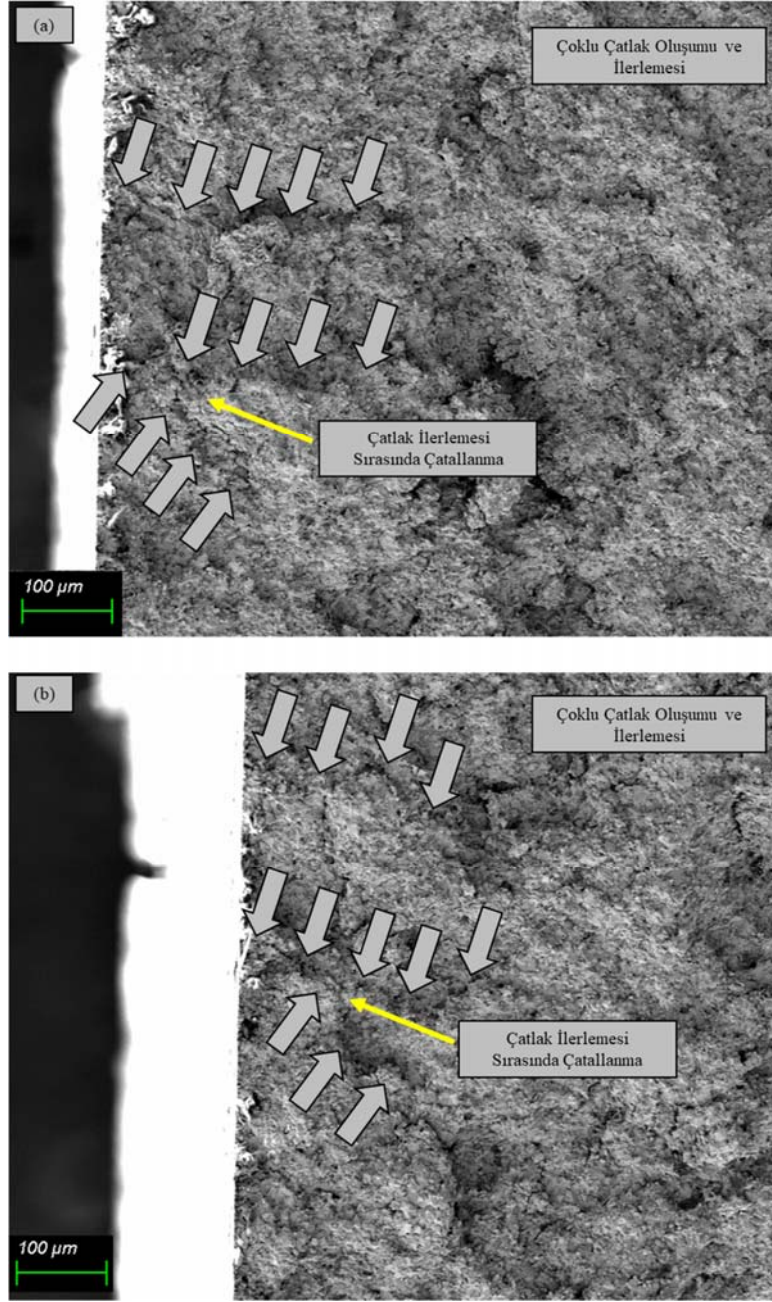 (a)
Çoklu Çatlak Oluşumu ve
İlerlemesi
Çatlak İlerlemesi
Sırasında Çatallanma
100 µm
(b)
Çoklu Çatlak Oluşumu ve
İlerlemesi
Çatlak İlerlemesi
Sırasında Çatallanma
100 µm